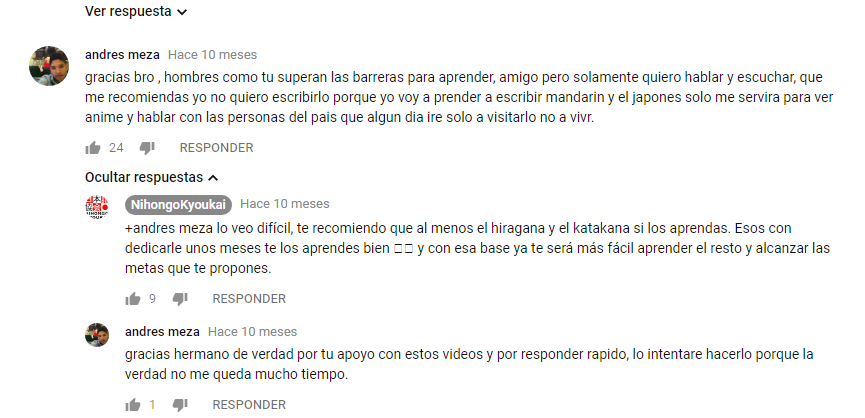 Ver respuesta
andres meza Hace 10 meses
gracias bro , hombres como tu superan las barreras para aprender, amigo pero solamente quiero hablar y escuchar, que
me recomiendas yo no quiero escribirlo porque yo voy a prender a escribir mandarin y el japones solo me servira para ver
anime y hablar con las personas del pais que algun dia ire solo a visitarlo no a vivr.
24 RESPONDER
Ocultar respuestas
NihongoKyoukai Hace 10 meses
+andres meza lo veo difícil, te recomiendo que al menos el hiragana y el katakana si los aprendas. Esos con
dedicarle unos meses te los aprendes bien □□ y con esa base ya te será más fácil aprender el resto y alcanzar las
metas que te propones.
9 RESPONDER
andres meza Hace 10 meses
gracias hermano de verdad por tu apoyo con estos videos y por responder rapido, lo intentare hacerlo porque la
verdad no me queda mucho tiempo.
1 RESPONDER